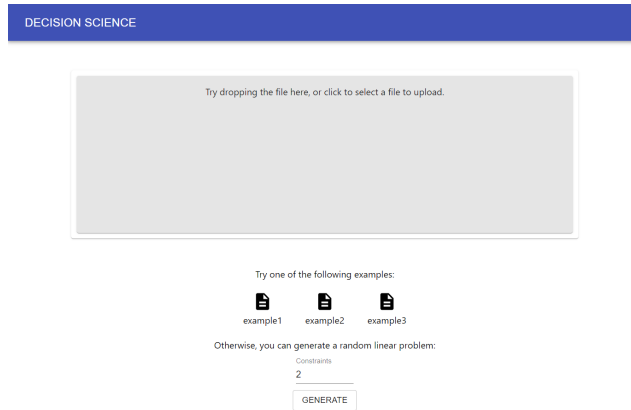 DECISION SCIENCE
Try dropping the file here, or click to select a file to upload.
Try one of the following examples:
example1 example2 example3
Otherwise, you can generate a random linear problem:
Constraints
2
GENERATE